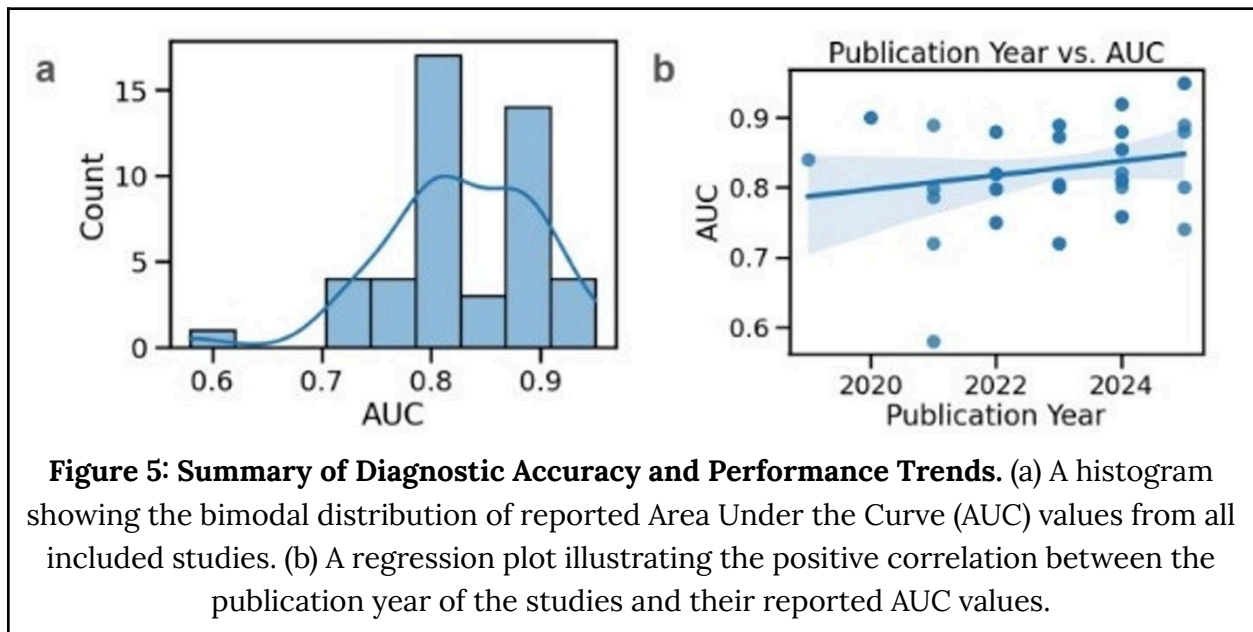 a
15
10
5
0
Count
0.6 0.7 0.8 0.9
AUC
b
Publication Year vs. AUC
0.9
0.8
0.7
0.6
AUC
2020 2022 2024
Publication Year
Figure 5: Summary of Diagnostic Accuracy and Performance Trends. (a) A histogram
showing the bimodal distribution of reported Area Under the Curve (AUC) values from all
included studies. (b) A regression plot illustrating the positive correlation between the
publication year of the studies and their reported AUC values.